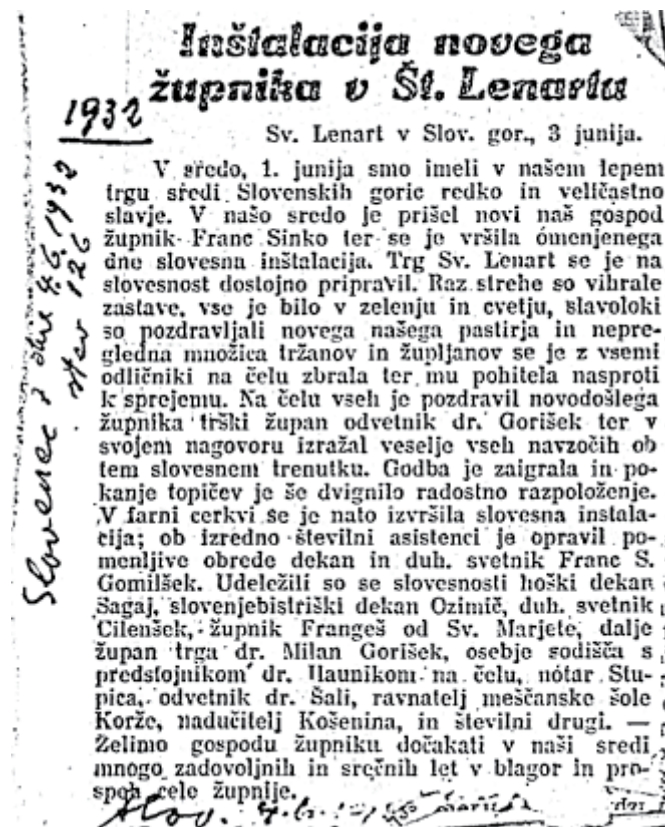 Inštalacija novega
župnika v Št. Lenartu
1932
Sv. Lenart v Slov. gor., 3 junija.
V sredo, 1. junija smo imeli v našem lepem
trgu sredi Slovenskih goric redko in veličastno
slavje. V našo sredo je prišel novi naš gospod
župnik Franc Sinko ter se je vršila omenjenega
dne slovesna inštalacija. Trg Sv. Lenart se je na
slovesnost dostojno pripravil. Raz strehe so vihrale
zastave, vse je bilo v zelenju in cvetju, slavoloki
so pozdravljali novega našega pastirja in nepre-
gledna množica tržanov in župljanov se je z vsemi
odličniki na čelu zbrala ter mu pohitela nasproti
k sprejemu. Na čelu vseh je pozdravil novodošlega
župnika trški župan odvetnik dr. Gorišek ter v
svojem nagovoru izražal veselje vseh navzočih ob
tem slovesnem trenutku. Godba je zaigrala in po-
kanje topičev je še dvignilo radostno razpoloženje.
V farni cerkvi se je nato izvršila slovesna instala-
cija; ob izredno številni asistenci je opravil po-
menljive obrede dekan in duh. svetnik Franc S.
Gomilšek. Udeležili so se slovesnosti hoški dekan
Sagaj, slovenjebistriški dekan Ozimič, duh. svetnik
Cilenšek, župnik Frangeš od Sv. Marjete, dalje
župan trga dr. Milan Gorišek, osebje sodišča s
predstojnikom dr. Haunikom na čelu, notar Stu-
pica, odvetnik dr. Šali, ravnatelj meščanske šole
Korže, nadučitelj Košenina, in številni drugi. —
Želimo gospodu župniku dočakati v naši sredi
mnogo zadovoljnih in srečnih let v blagor in pro-
speh cele župnije.
Slovenec z dne 4.6.1932
štev 126
Slov.